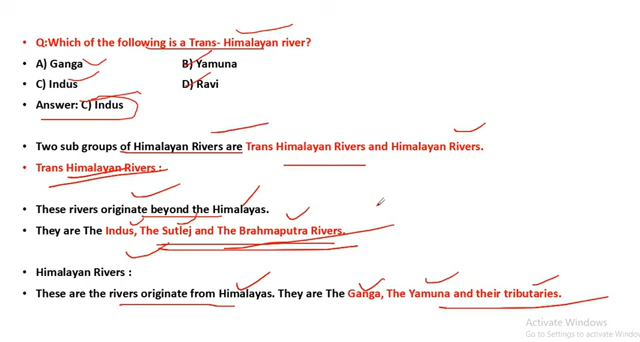 Q:Which of the following is a Trans- Himalayan river?
A) Ganga B) Yamuna
C) Indus D) Ravi
Answer: C) Indus
Two sub groups of Himalayan Rivers are Trans Himalayan Rivers and Himalayan Rivers.
• Trans Himalayan Rivers :
These rivers originate beyond the Himalayas.
• They are The Indus, The Sutlej and The Brahmaputra Rivers.
• Himalayan Rivers :
• These are the rivers originate from Himalayas. They are The Ganga, The Yamuna and their tributaries.
Activate Windows
Go to Settings to activate Windows